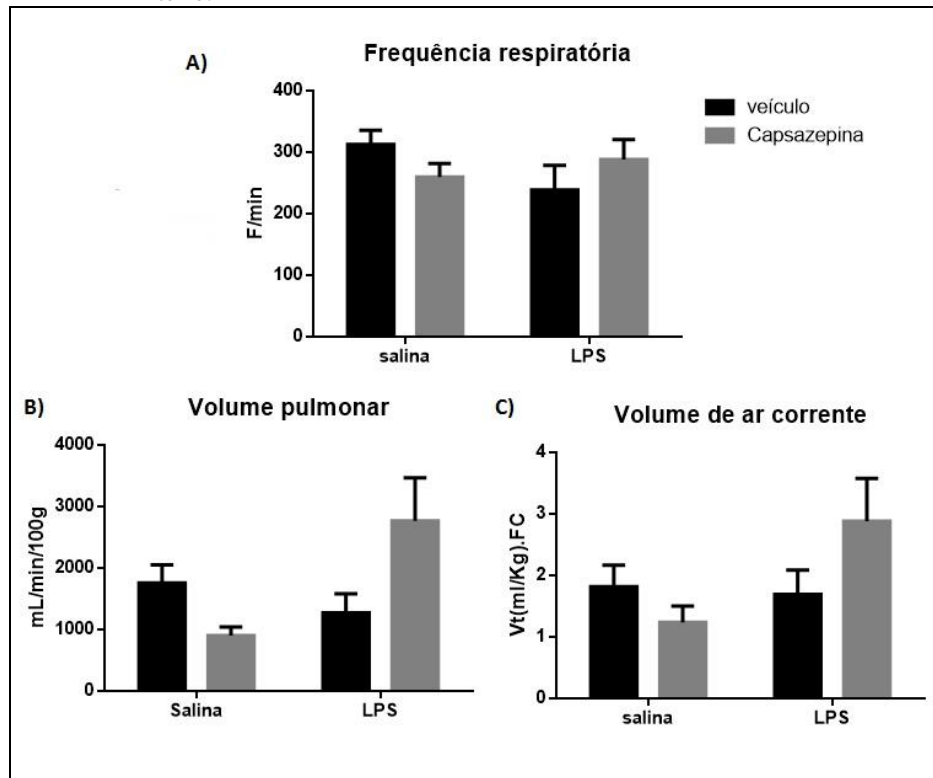 A)
Frequência respiratória
400
300
200
100
0
F/min
salina
LPS
veículo
Capsazepina
B)
Volume pulmonar
4000
3000
2000
1000
0
mL/min/100g
Salina
LPS
C)
Volume de ar corrente
4
3
2
1
0
Vt(ml/Kg).FC
salina
LPS